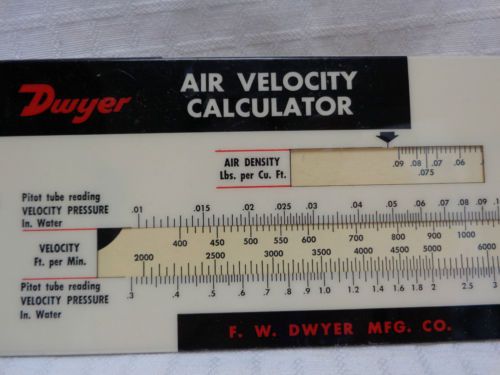 Dwyer
AIR VELOCITY
CALCULATOR
AIR DENSITY
Lbs. per Cu. Ft.
.09 .08 .07 .06
.075
Pitot tube reading
VELOCITY PRESSURE
In. Water
.01 .015 .02 .025 .03 .04 .05 .06 .07 .08 .09 .10
VELOCITY
Ft. per Min.
400 450 500 550 600 700 800 900 1000
2000 2500 3000 4000 5000 6000
Pitot tube reading
VELOCITY PRESSURE
In. Water
.3 .4 .5 .6 .7 .8 .9 1.0 1.2 1.4 1.6 1.8 2 2.5 3
F. W. DWYER MFG. CO.